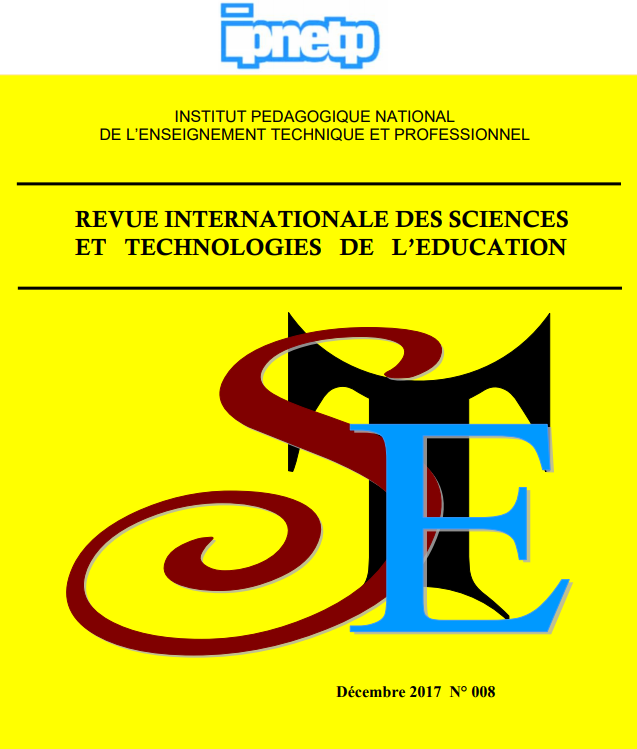 ipnetp
INSTITUT PEDAGOGIQUE NATIONAL
DE L'ENSEIGNEMENT TECHNIQUE ET PROFESSIONNEL
REVUE INTERNATIONALE DES SCIENCES
ET TECHNOLOGIES DE L'EDUCATION
STE
Décembre 2017 N° 008